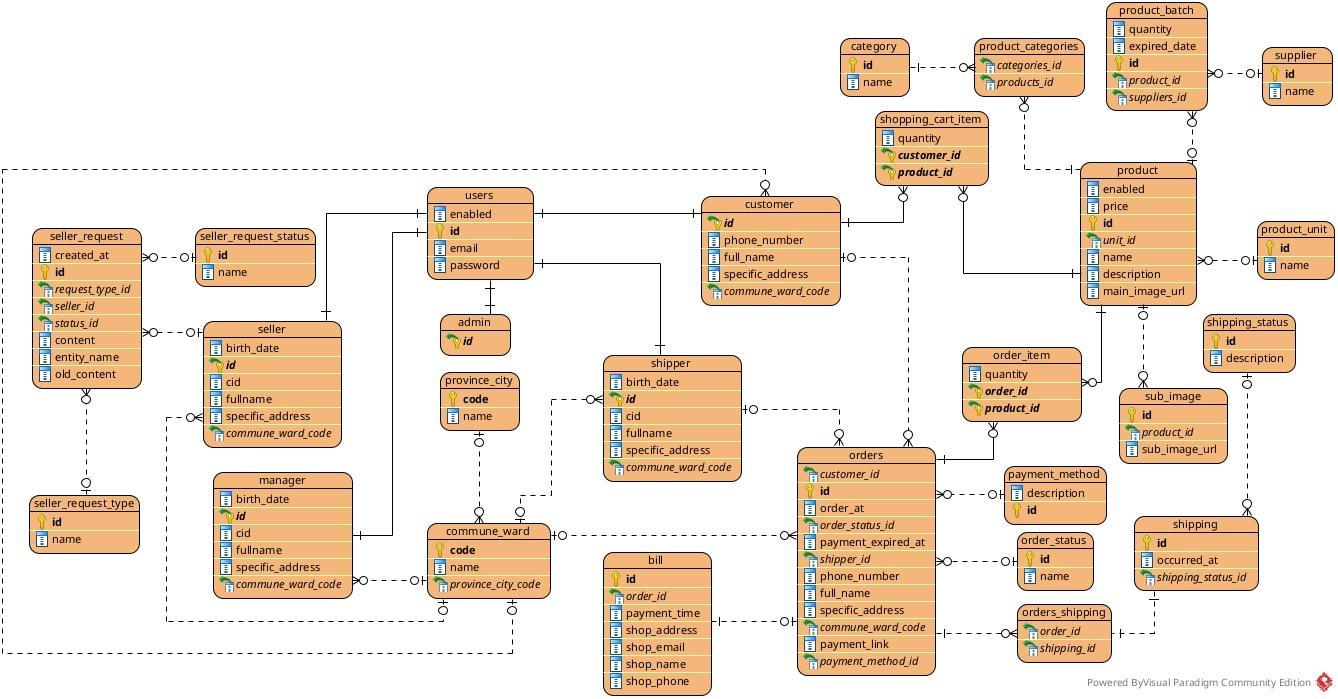 product_batch
quantity
expired_date
id
product_id
suppliers_id
supplier
id
name
category
id
name
product_categories
categories_id
products_id
shopping_cart_item
quantity
customer_id
product_id
product
enabled
price
id
unit_id
name
description
main_image_url
product_unit
id
name
users
enabled
id
email
password
customer
id
phone_number
full_name
specific_address
commune_ward_code
seller_request
created_at
id
request_type_id
seller_id
status_id
content
entity_name
old_content
seller_request_status
id
name
seller
birth_date
id
cid
fullname
specific_address
commune_ward_code
admin
id
province_city
code
name
shipper
birth_date
id
cid
fullname
specific_address
commune_ward_code
order_item
quantity
order_id
product_id
shipping_status
id
description
sub_image
id
product_id
sub_image_url
seller_request_type
id
name
manager
birth_date
id
cid
fullname
specific_address
commune_ward_code
commune_ward
code
name
province_city_code
bill
id
order_id
payment_time
shop_address
shop_email
shop_name
shop_phone
orders
customer_id
id
order_at
order_status_id
payment_expired_at
shipper_id
phone_number
full_name
specific_address
commune_ward_code
payment_link
payment_method_id
payment_method
description
id
order_status
id
name
shipping
id
occurred_at
shipping_status_id
orders_shipping
order_id
shipping_id
Powered ByVisual Paradigm Community Edition